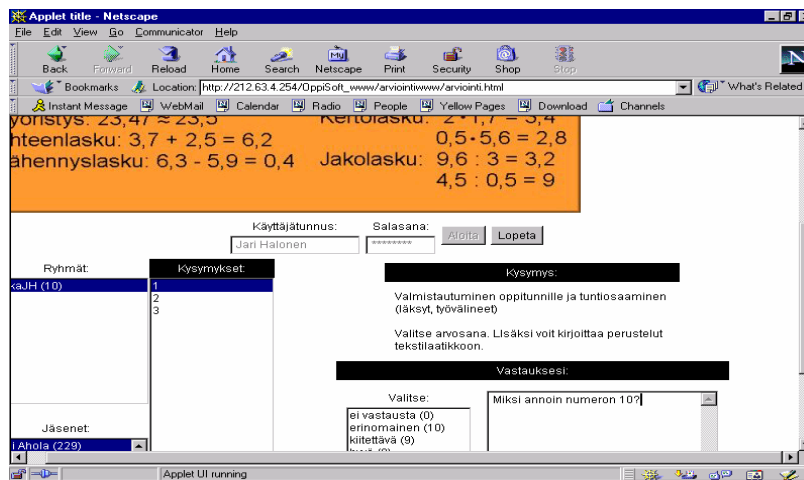 Applet title - Netscape
File Edit View Go Communicator Help
Back Forward Reload Home Search Netscape Print Security Shop Stop
Bookmarks Location: http://212.63.4.254/OppiSoft_www/arviointiwww/arviointi.html What's Related
Instant Message WebMail Calendar Radio People Yellow Pages Download Channels
yöristys: 23,47 ≈ 23,5 Kertolasku: 2 • 1,7 = 3,4
hteenlasku: 3,7 + 2,5 = 6,2 0,5 • 5,6 = 2,8
ähennyslasku: 6,3 - 5,9 = 0,4 Jakolasku: 9,6 : 3 = 3,2
4,5 : 0,5 = 9
Käyttäjätunnus: Salasana:
Jari Halonen ******** Aloita Lopeta
Ryhmät: Kysymykset: Kysymys:
kaJH (10) 1
2
3
Valmistautuminen oppitunnille ja tuntiosaaminen
(läksyt, työvälineet)
Valitse arvosana. LIsäksi voit kirjoittaa perustelut
tekstilaatikkoon.
Vastauksesi:
Valitse: Miksi annoin numeron 10?
ei vastausta (0)
erinomainen (10)
kiitettävä (9)
Jäsenet:
i Ahola (229)
Applet UI running